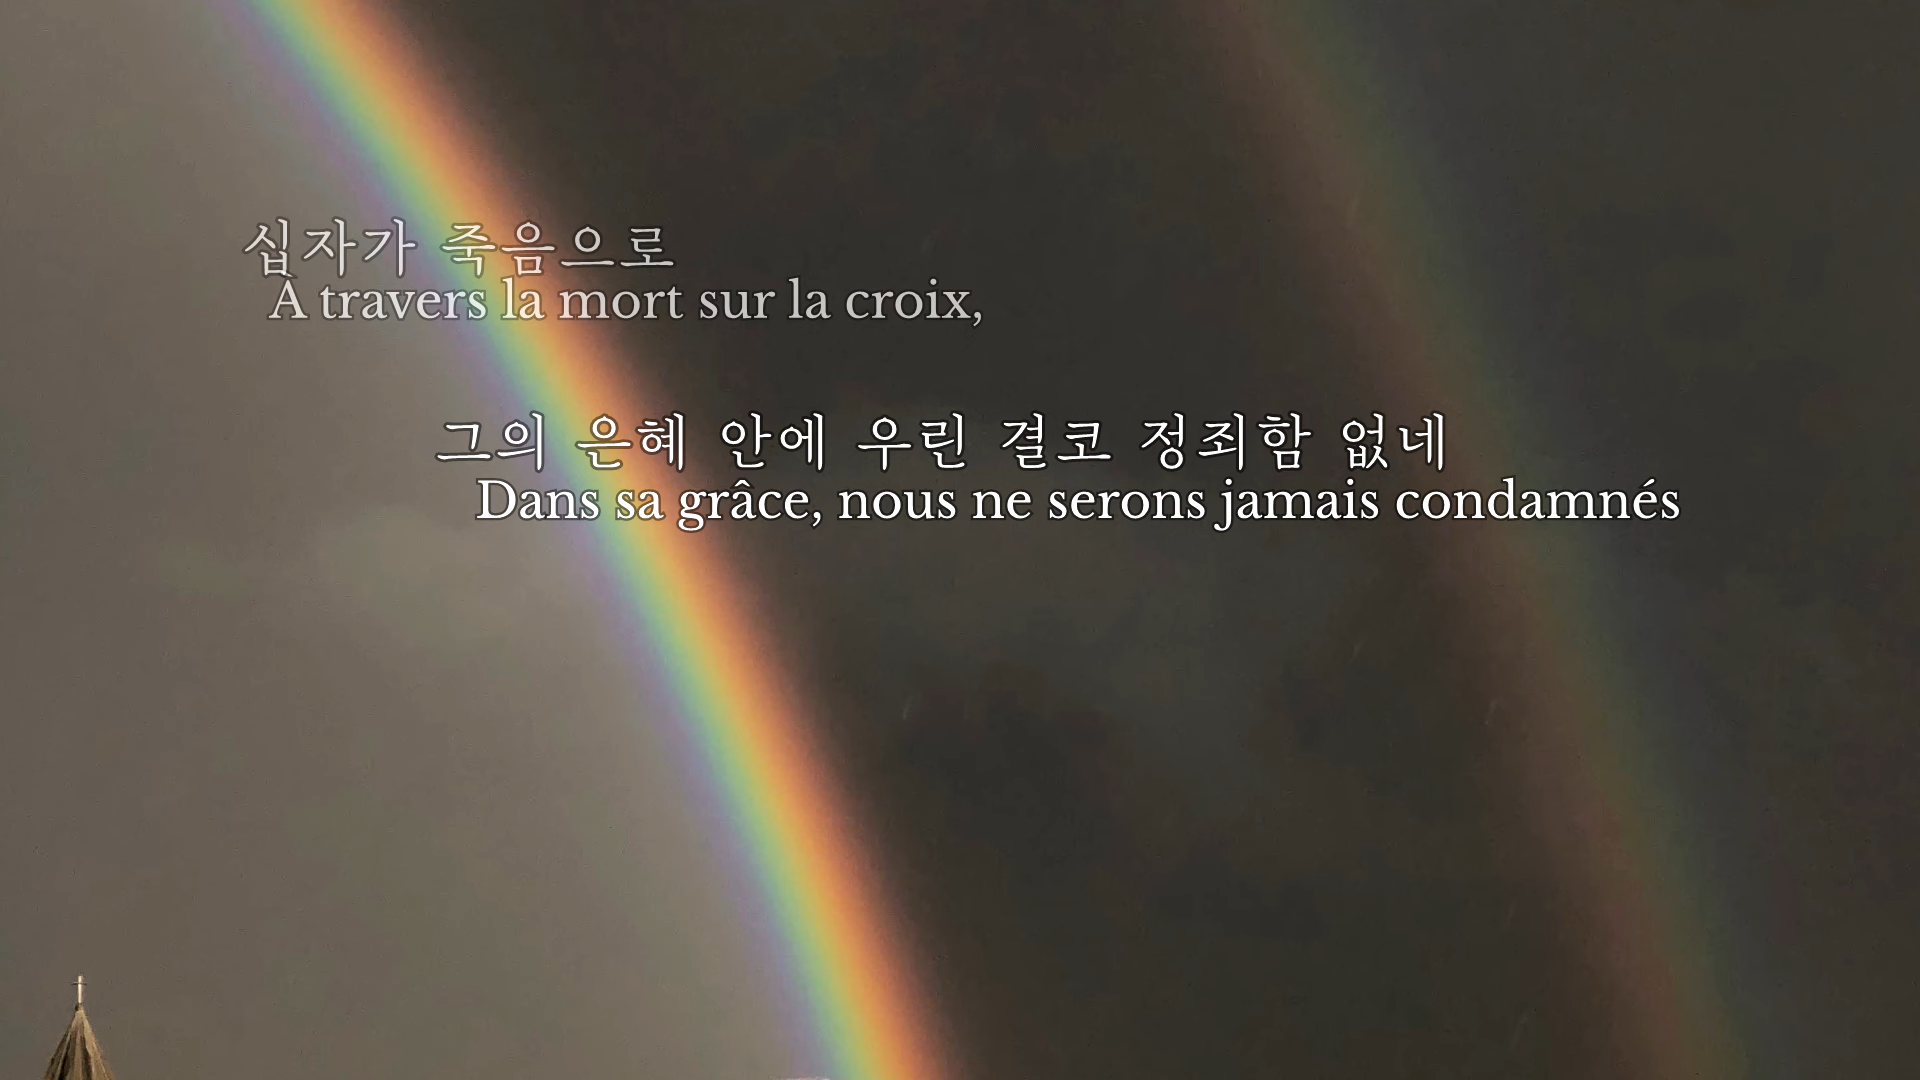 십자가 죽음으로
À travers la mort sur la croix,
그의 은혜 안에 우린 결코 정죄함 없네
Dans sa grâce, nous ne serons jamais condamnés